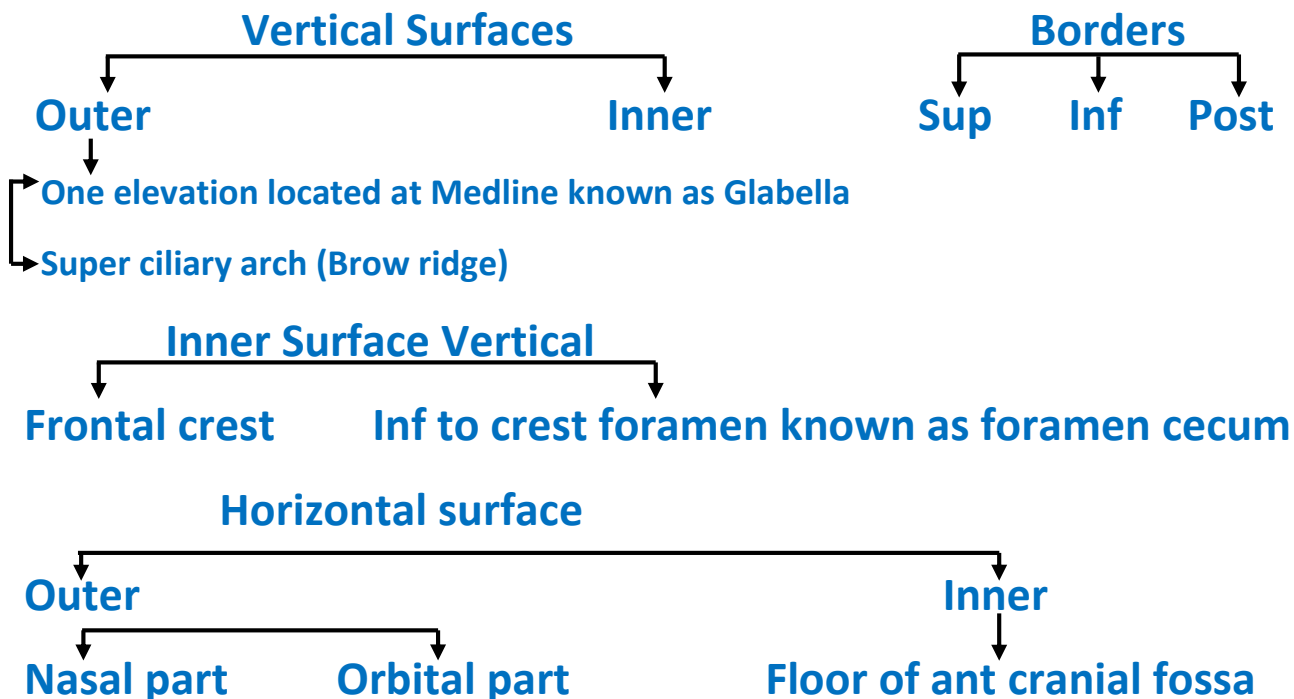 Vertical Surfaces Borders
Outer Inner Sup Inf Post
One elevation located at Medline known as Glabella
Super ciliary arch (Brow ridge)
Inner Surface Vertical
Frontal crest Inf to crest foramen known as foramen cecum
Horizontal surface
Outer Inner
Nasal part Orbital part Floor of ant cranial fossa